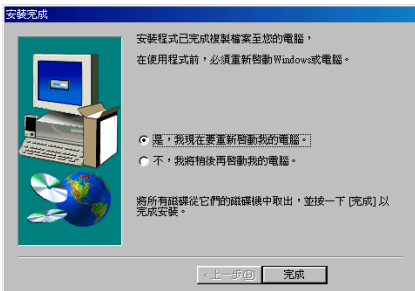 安裝完成
安裝程式已完成複製檔案至您的電腦，
在使用程式前，必須重新啓動Windows或電腦。
是，我現在要重新啓動我的電腦。
不，我將稍後再啓動我的電腦。
將所有磁碟從它們的磁碟機中取出，並按一下 [完成] 以
完成安裝。
<上一步(B)
完成